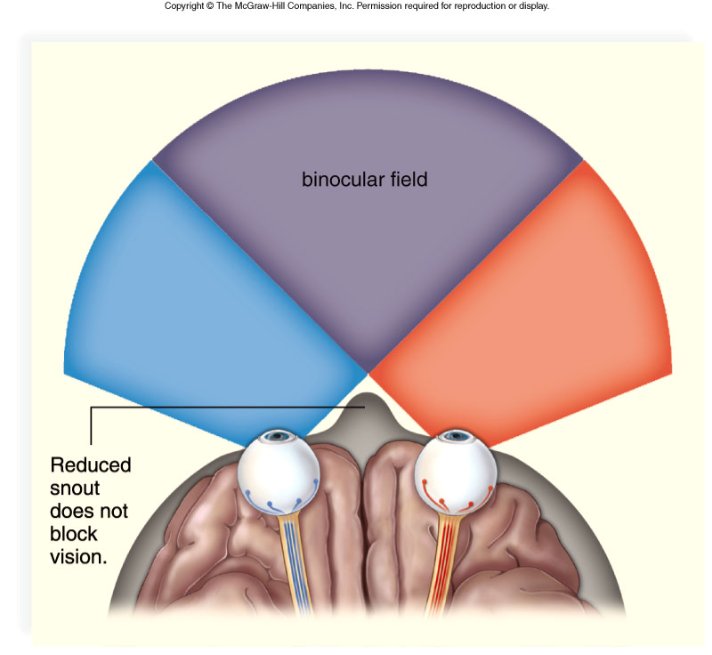 Copyright © The McGraw-Hill Companies, Inc. Permission required for reproduction or display.
binocular field
Reduced
snout
does not
block
vision.